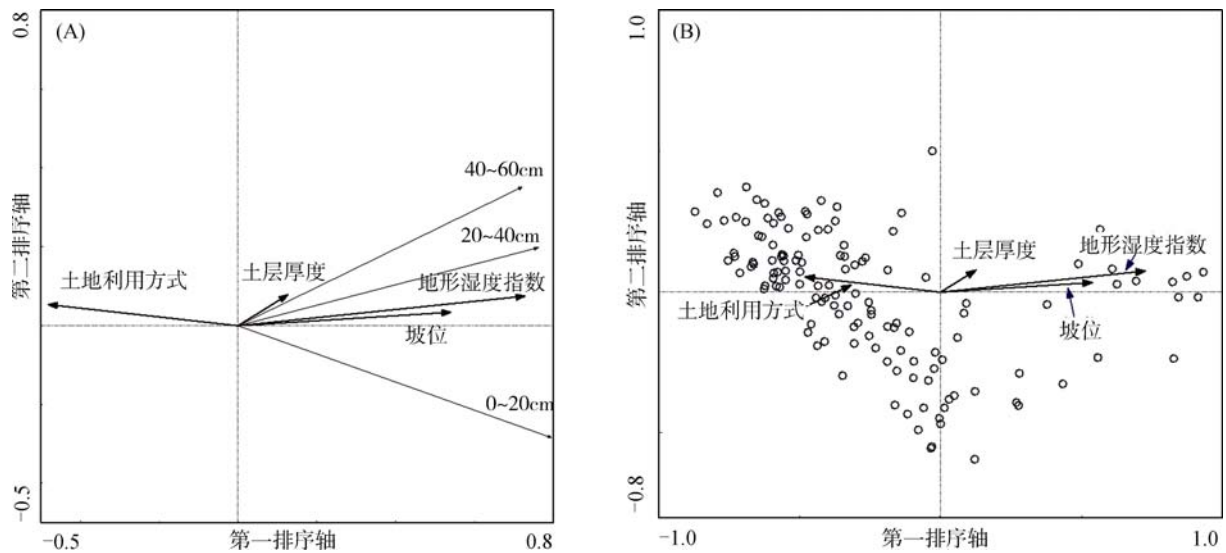 (A)
0.8
40~60cm
20~40cm
土层厚度
地形湿度指数
土地利用方式
坡位
0~20cm
第二排序轴
-0.5
-0.5
第一排序轴
0.8
(B)
1.0
土层厚度
地形湿度指数
土地利用方式
坡位
第二排序轴
-0.8
-1.0
第一排序轴
1.0